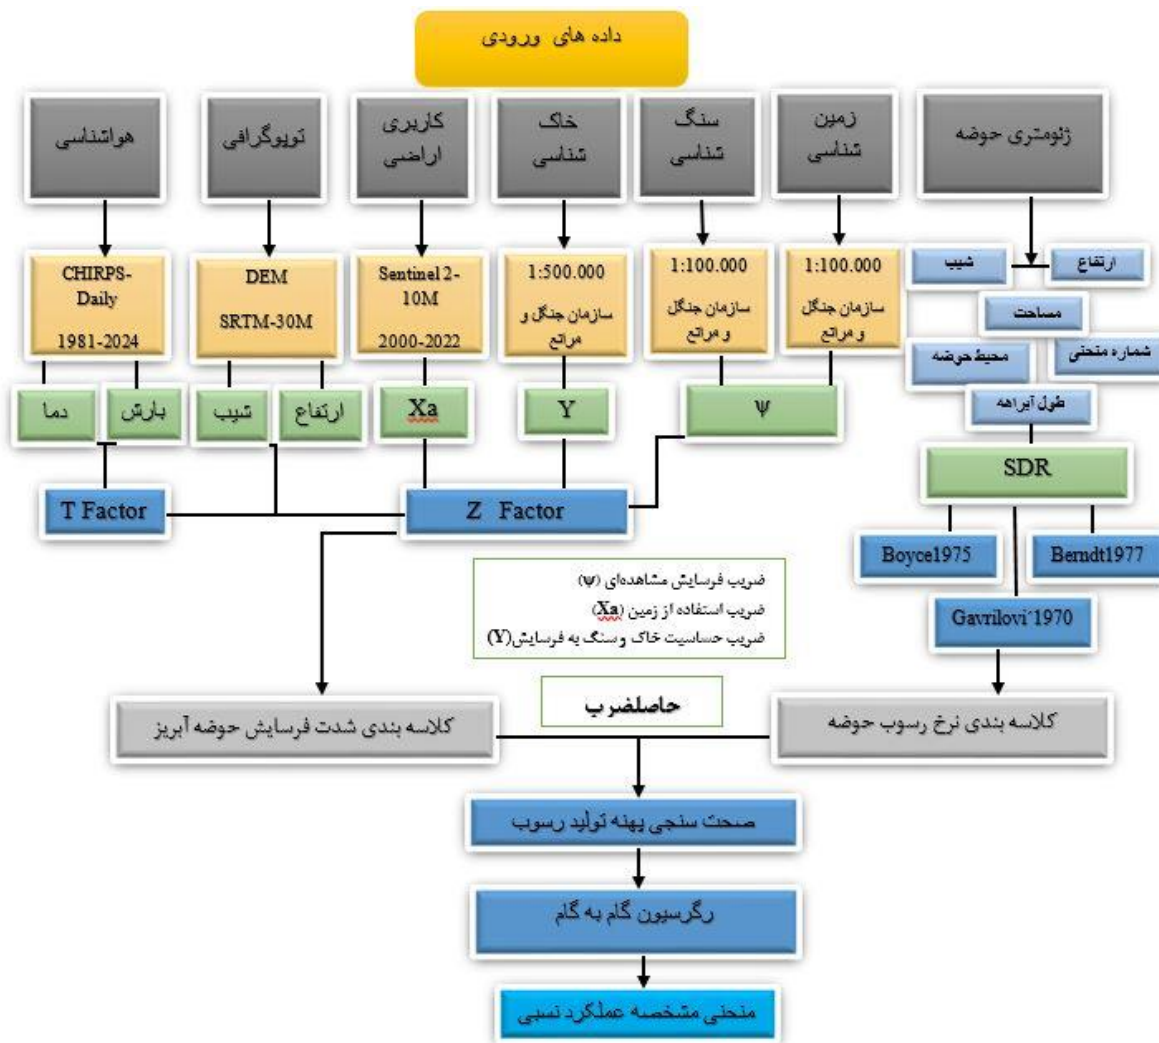 داده های ورودی
ژئومتری حوضه
زمین
شناسی
سنگ
شناسی
خاک
شناسی
کاربری
اراضی
توپوگرافی
هواشناسی
ارتفاع
شیب
مساحت
شماره منحنی
محیط حوضه
طول آبراهه
1:100.000
سازمان جنگل
و مراتع
1:100.000
سازمان جنگل
و مراتع
1:500.000
سازمان جنگل و
مراتع
Sentinel 2-
10M
2000-2022
DEM
SRTM-30M
CHIRPS-
Daily
1981-2024
ψ
Y
Xa
ارتفاع
شیب
بارش
دما
SDR
Z Factor
T Factor
Berndt1977
Boyce1975
Gavrilovi´1970
ضریب فرسایش مشاهده‌ای (ψ)
ضریب استفاده از زمین (Xa)
ضریب حساسیت خاک و سنگ به فرسایش(Y)
حاصلضرب
کلاسه بندی نرخ رسوب حوضه
کلاسه بندی شدت فرسایش حوضه آبریز
صحت سنجی پهنه تولید رسوب
رگرسیون گام به گام
منحنی مشخصه عملکرد نسبی